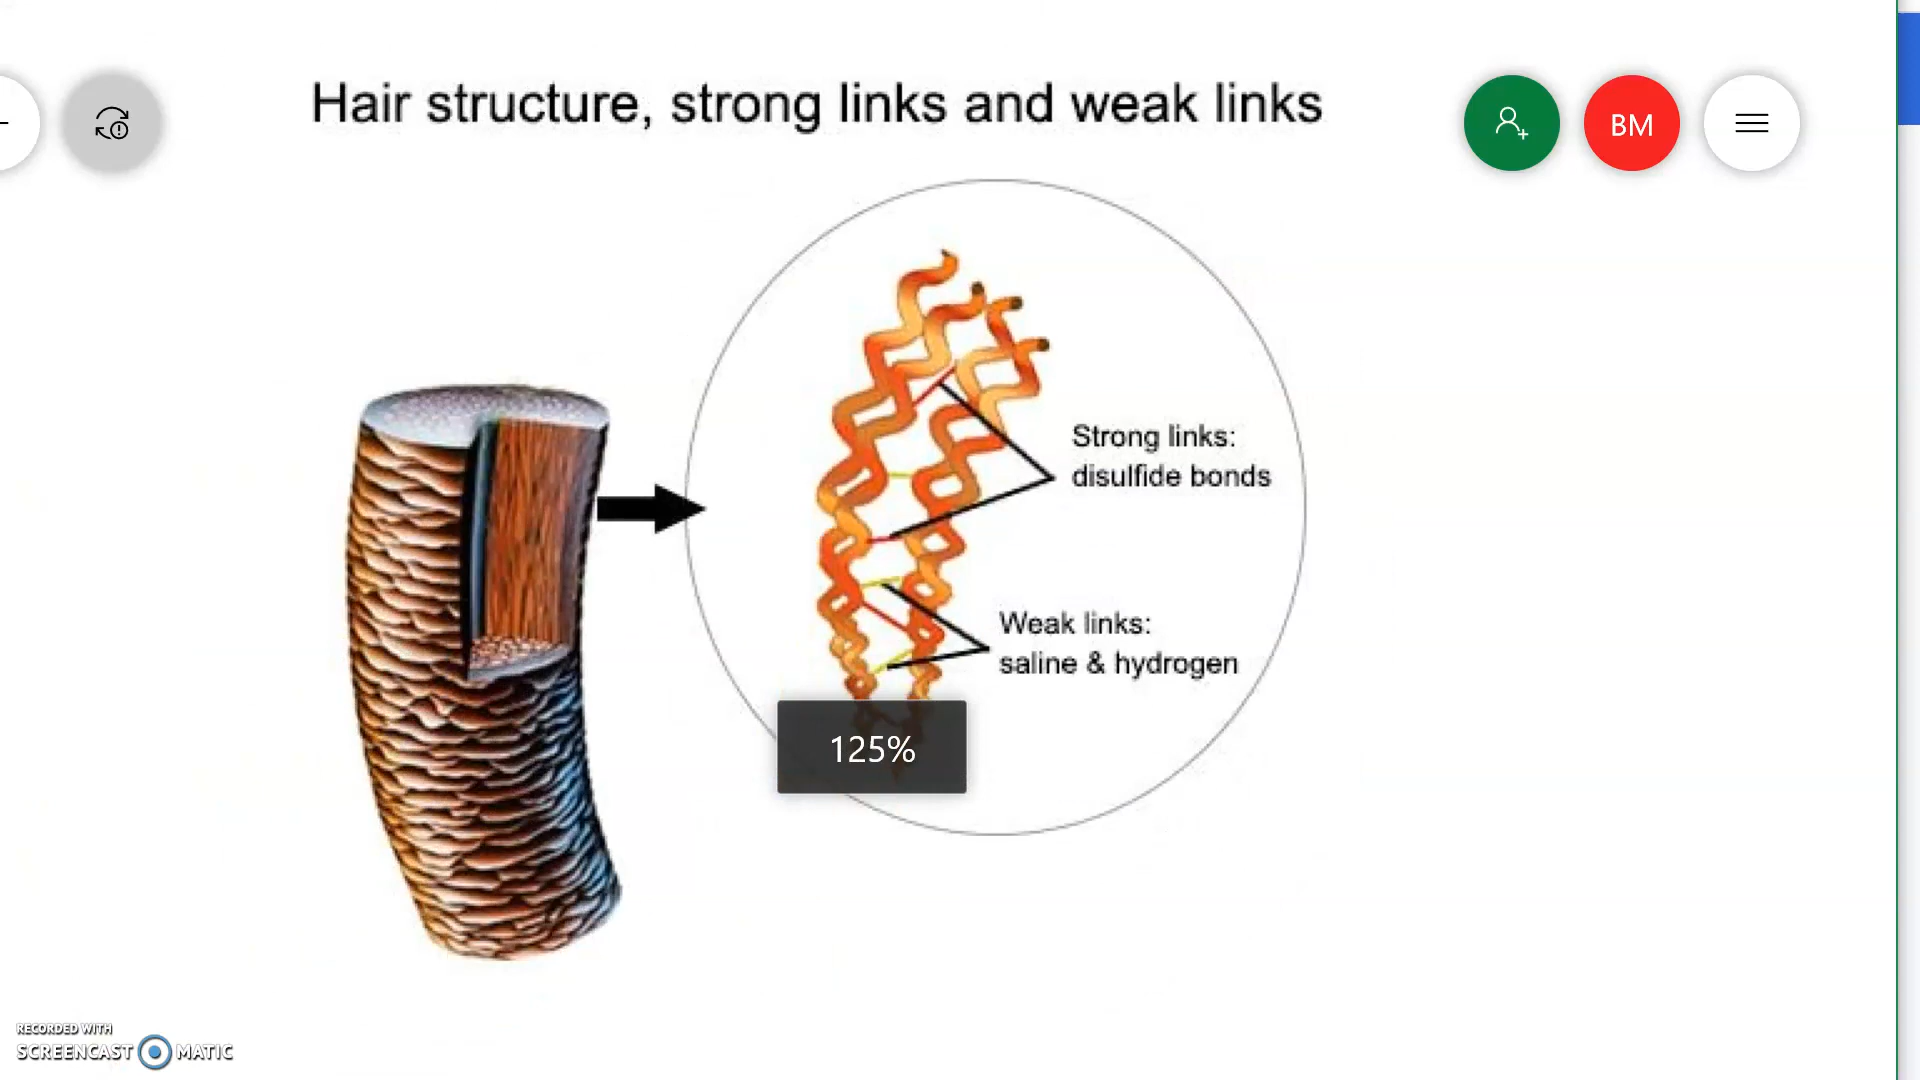 Hair structure, strong links and weak links
BM
Strong links:
disulfide bonds
Weak links:
saline & hydrogen
125%
RECORDED WITH
SCREENCAST MATIC